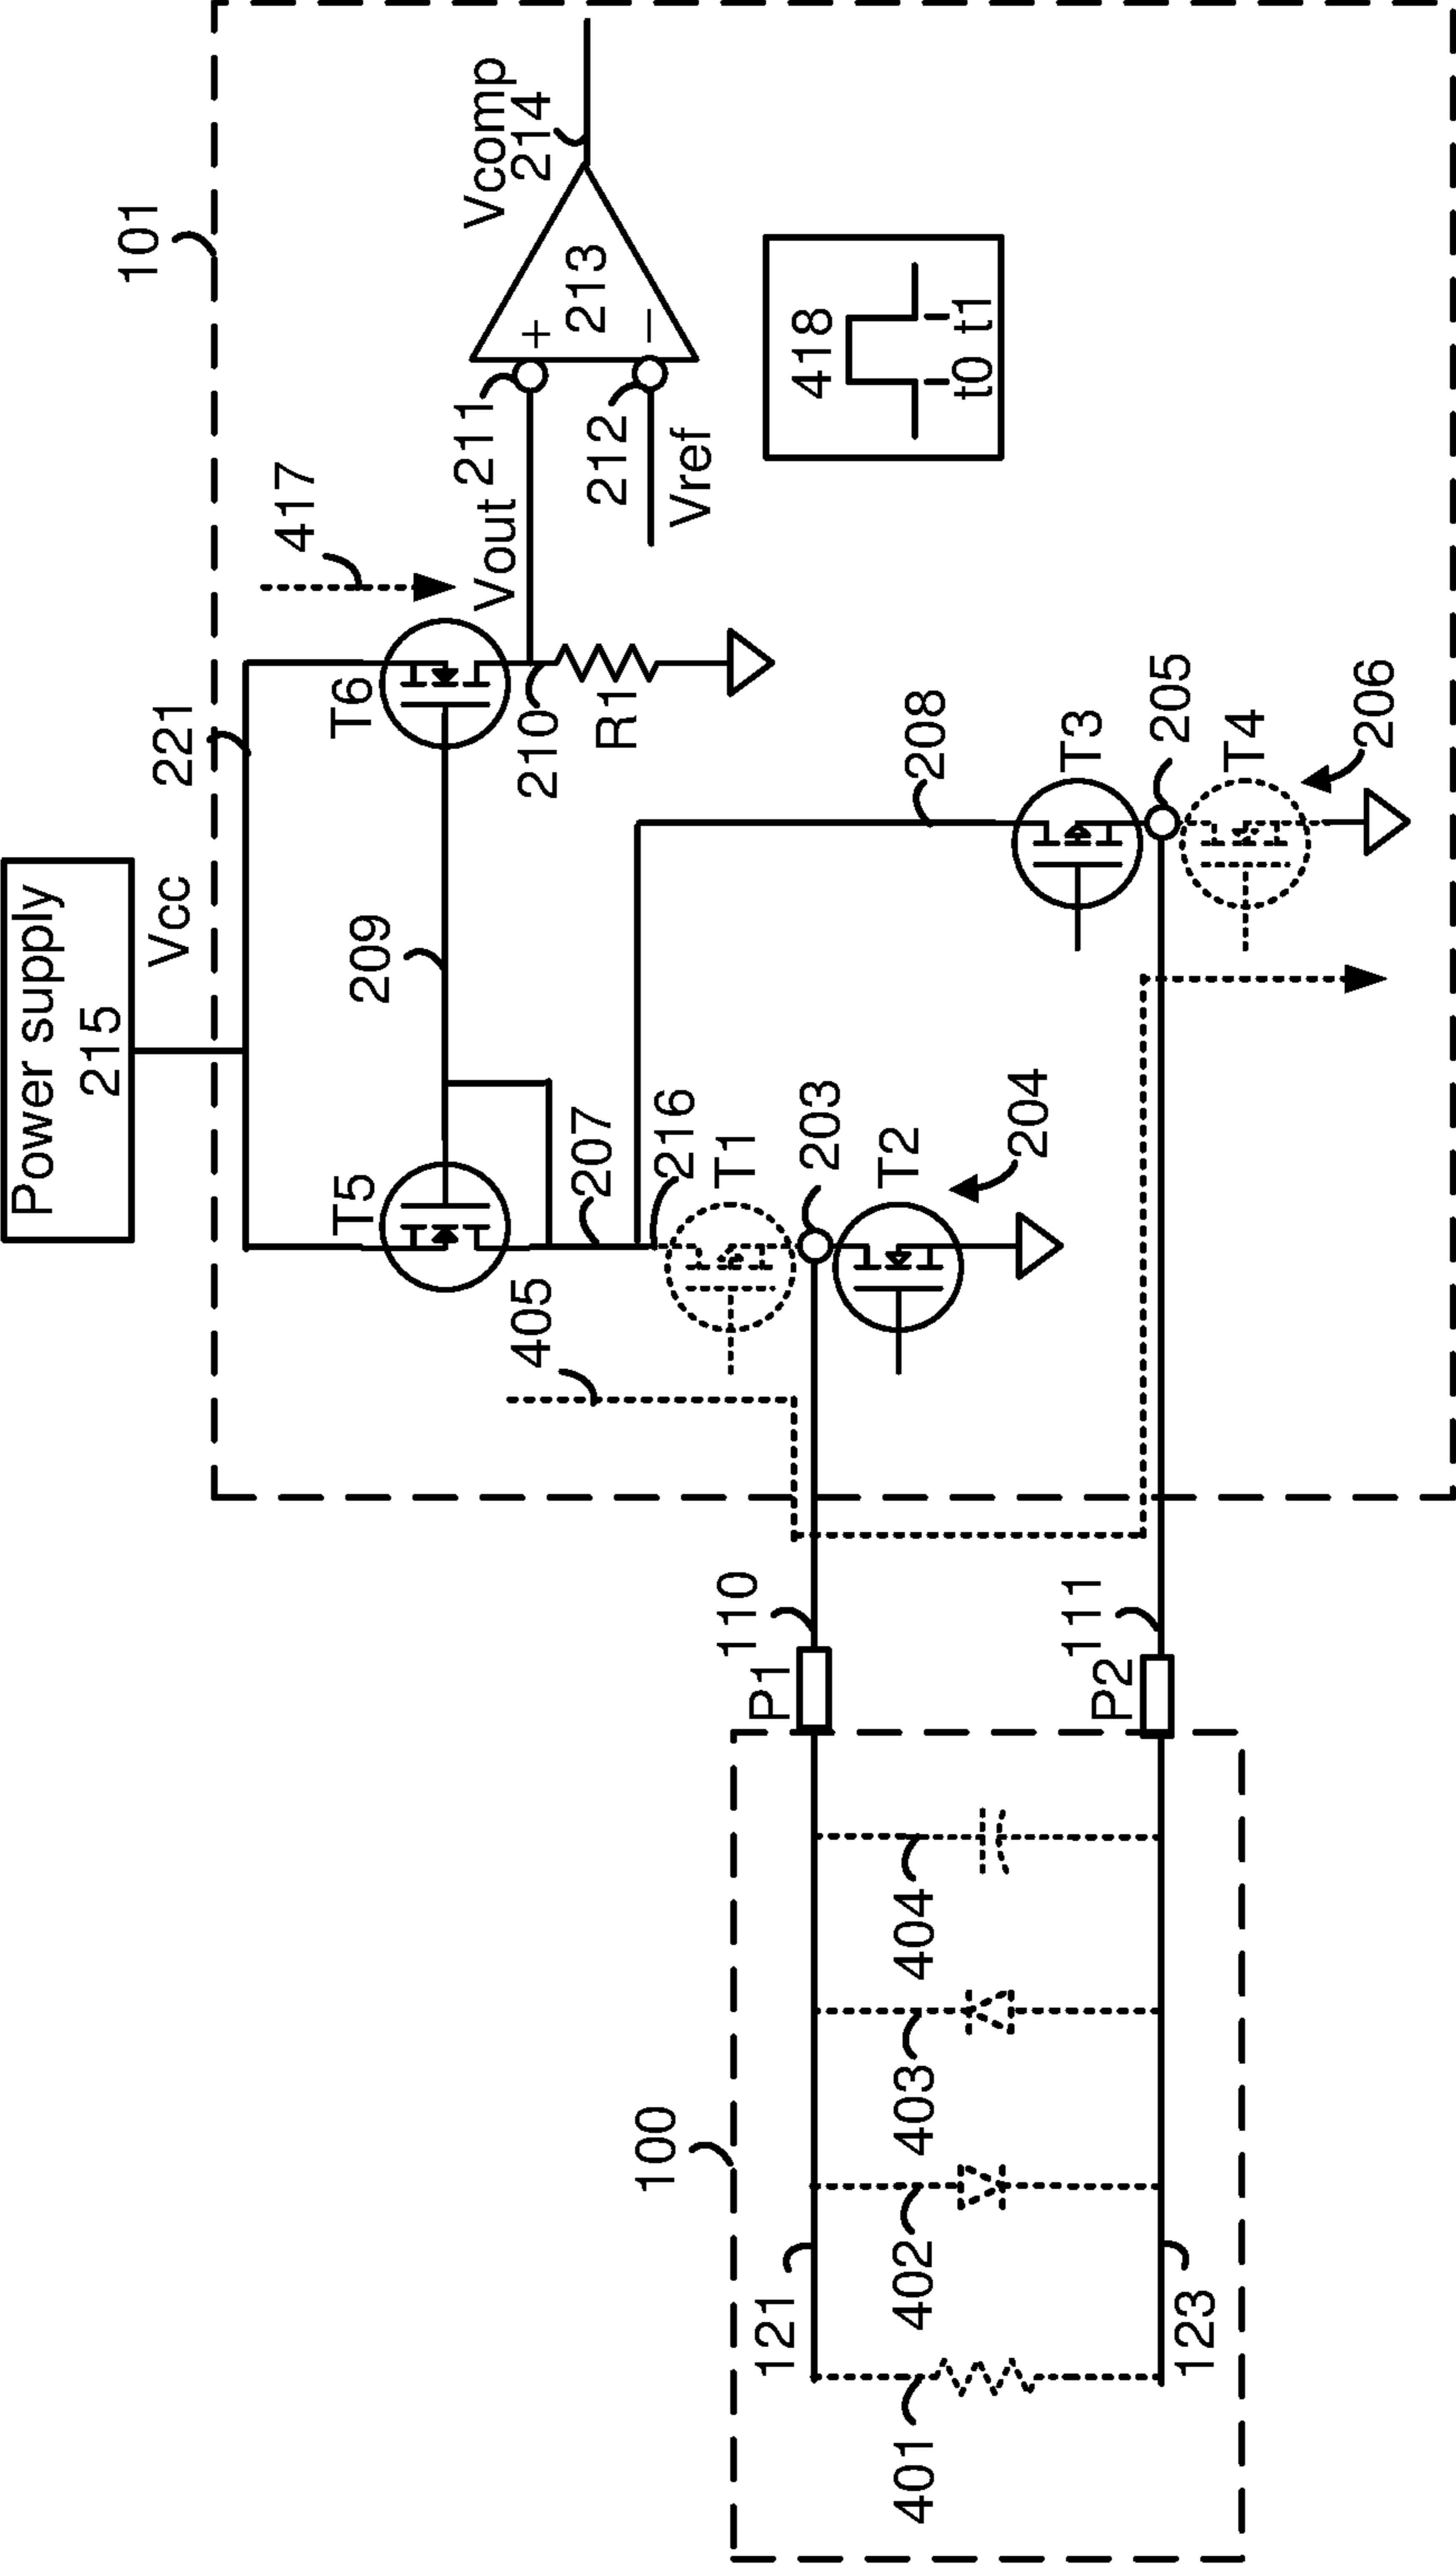 Power supply
215
Vcc
101
221
417
T5
209
T6
Vcomp
214
405
207
210
Vout
211
+
213
R1
212
−
Vref
216
T1
203
T2
204
208
418
t0 t1
T3
205
T4
206
100
P1
110
P2
111
121
401
402
403
404
123